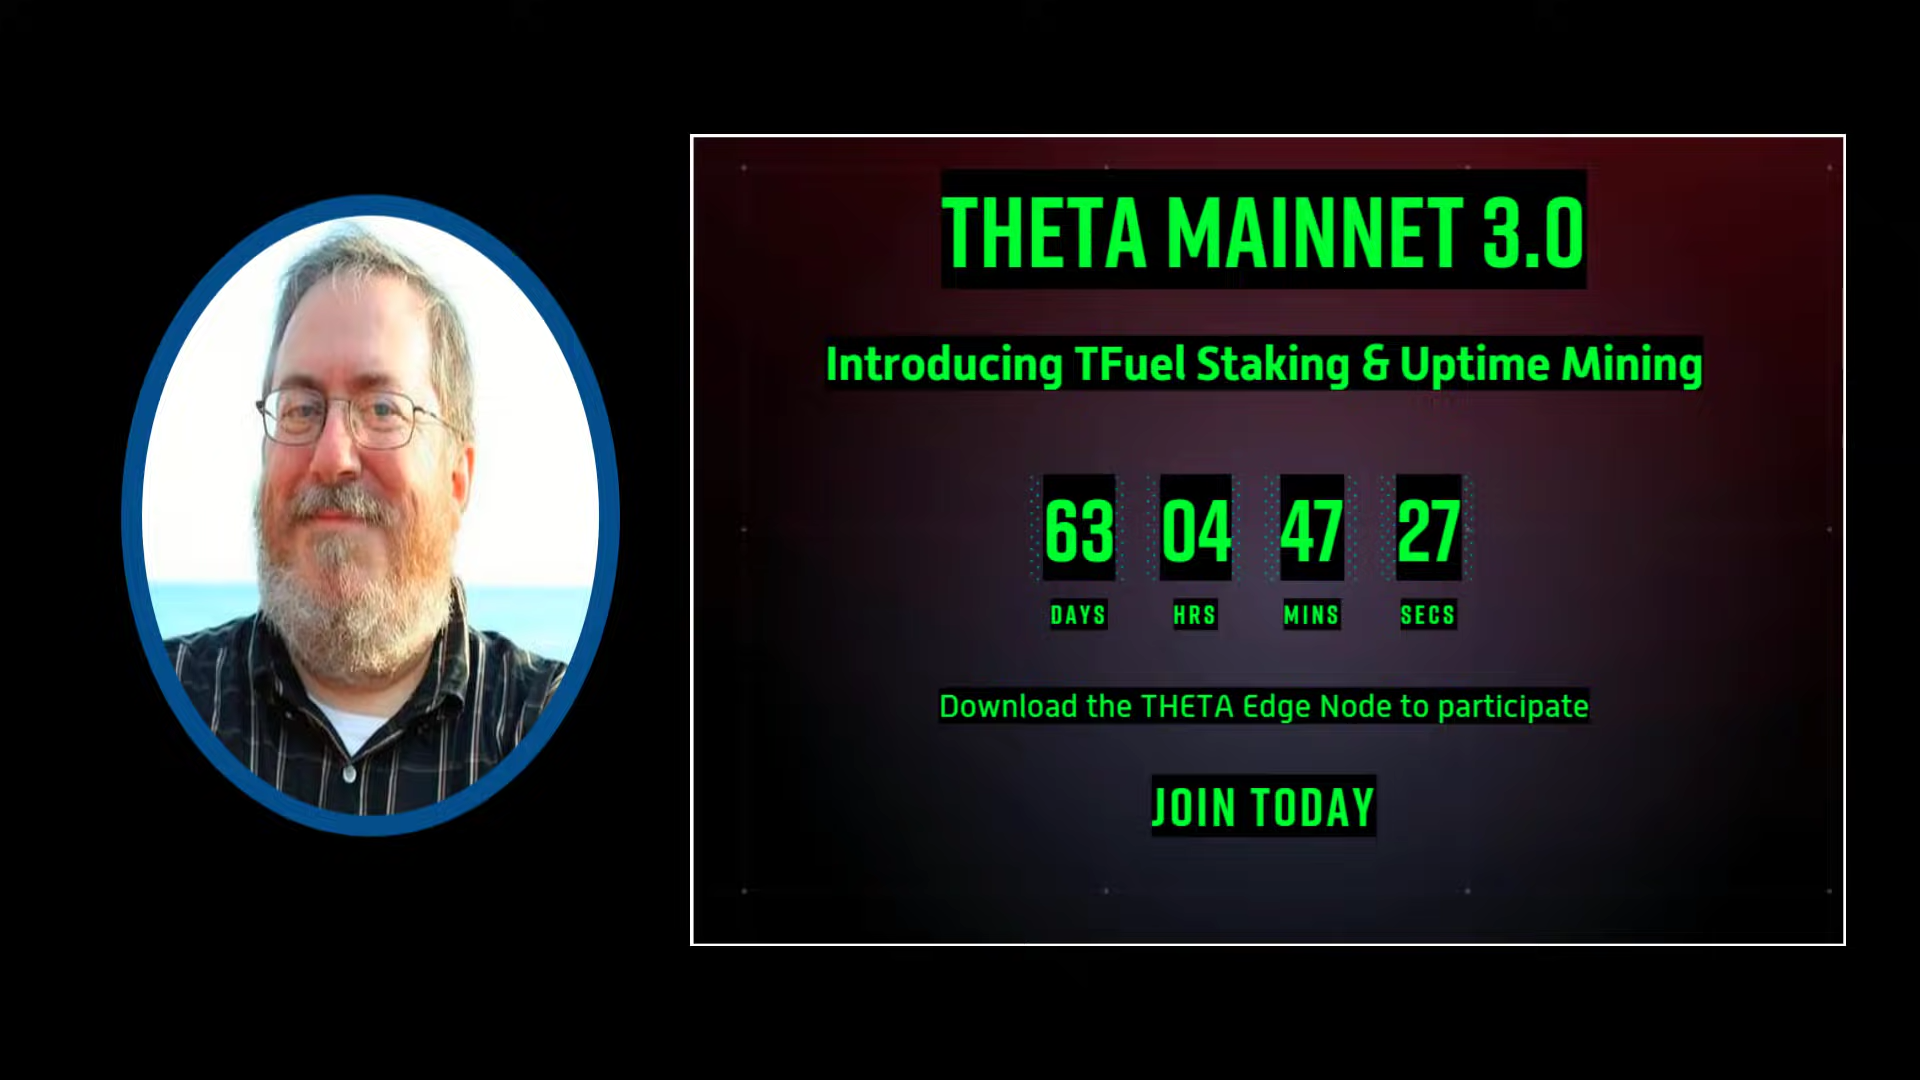 THETA MAINNET 3.0
Introducing TFuel Staking & Uptime Mining
63 04 47 27
DAYS HRS MINS SECS
Download the THETA Edge Node to participate
JOIN TODAY